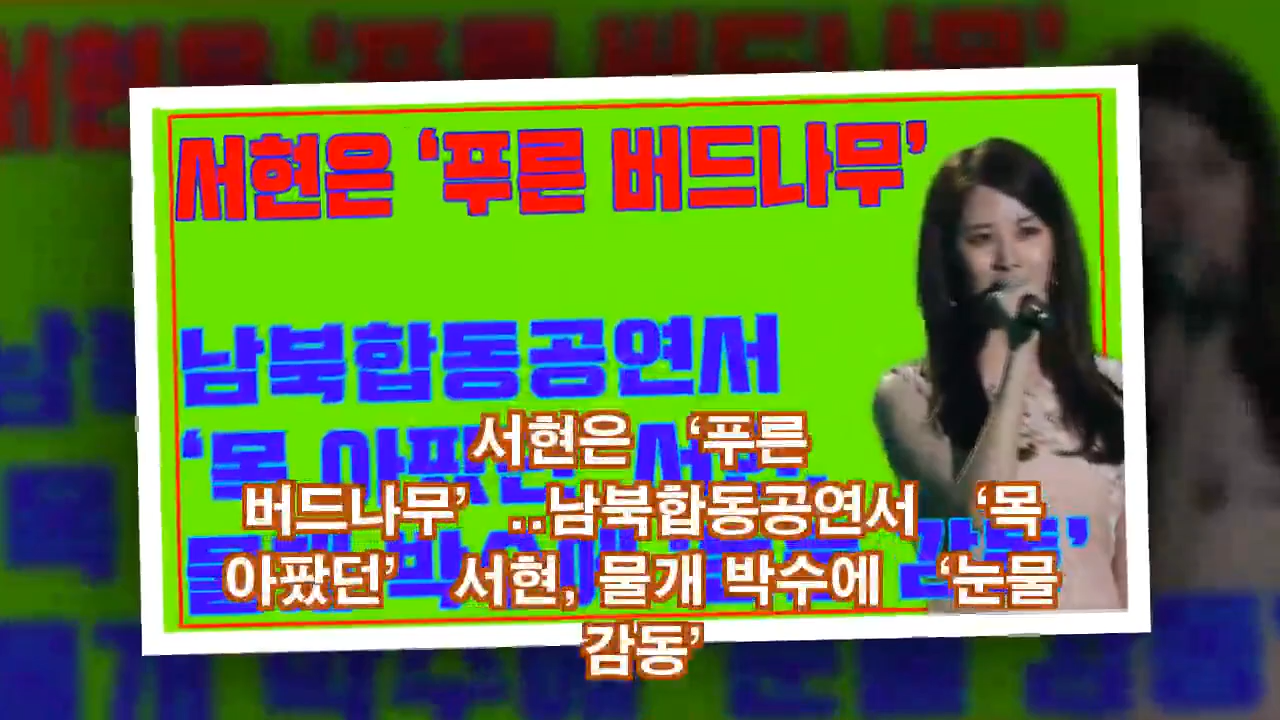 서현은 ‘푸른 버드나무’
남북합동공연서
‘목
서현은 ‘푸른
버드나무’ ..남북합동공연서 ‘목
아팠던’ 서현, 물개 박수에 ‘눈물
감동’